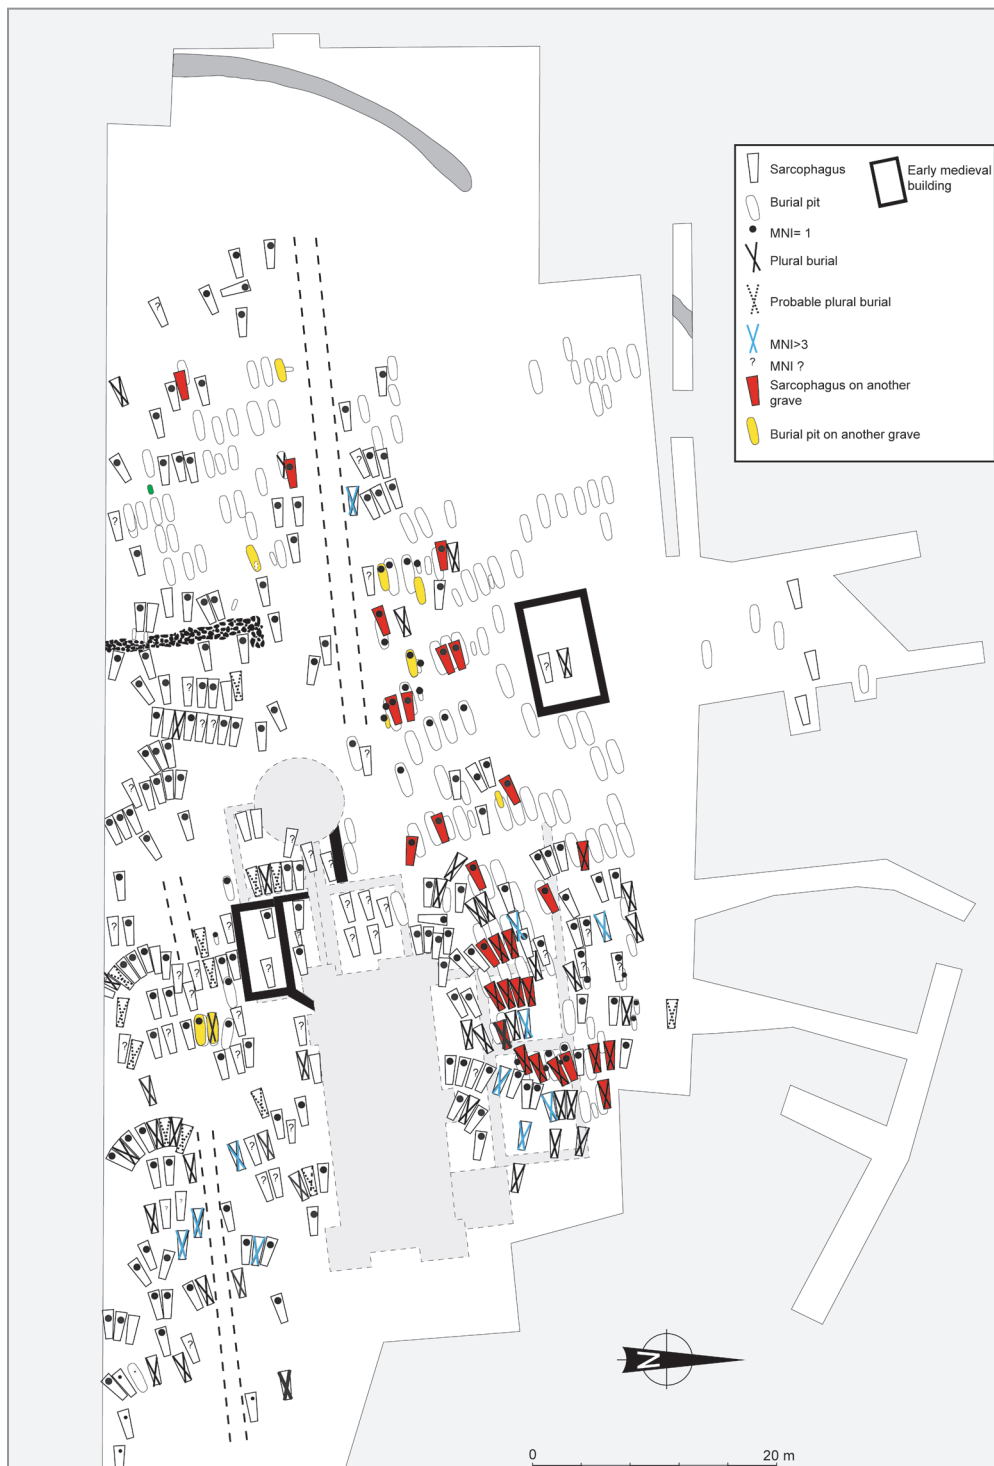 Sarcophagus
Early medieval
building
Burial pit
MNI= 1
Plural burial
Probable plural burial
MNI>3
? MNI ?
Sarcophagus on another
grave
Burial pit on another grave
N
0 20 m